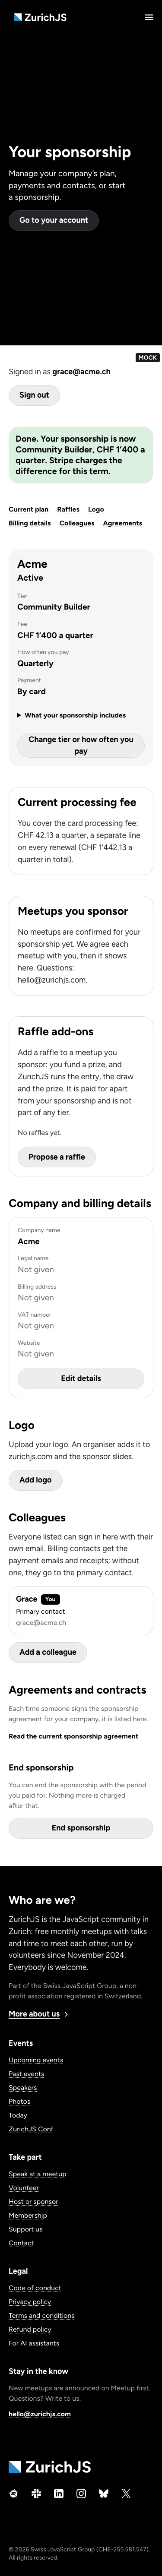 ZurichJS
Your sponsorship
Manage your company's plan,
payments and contacts, or start
a sponsorship.
Go to your account
MOCK
Signed in as grace@acme.ch
Sign out
Done. Your sponsorship is now
Community Builder, CHF 1'400 a
quarter. Stripe charges the
difference for this term.
Current plan Raffles Logo
Billing details Colleagues Agreements
Acme
Active
Tier
Community Builder
Fee
CHF 1'400 a quarter
How often you pay
Quarterly
Payment
By card
What your sponsorship includes
Change tier or how often you
pay
Current processing fee
You cover the card processing fee:
CHF 42.13 a quarter, a separate line
on every renewal (CHF 1'442.13 a
quarter in total).
Meetups you sponsor
No meetups are confirmed for your
sponsorship yet. We agree each
meetup with you, then it shows
here. Questions:
hello@zurichjs.com.
Raffle add-ons
Add a raffle to a meetup you
sponsor: you fund a prize, and
ZurichJS runs the entry, the draw
and the prize. It is paid for apart
from your sponsorship and is not
part of any tier.
No raffles yet.
Propose a raffle
Company and billing details
Company name
Acme
Legal name
Not given
Billing address
Not given
VAT number
Not given
Website
Not given
Edit details
Logo
Upload your logo. An organiser adds it to
zurichjs.com and the sponsor slides.
Add logo
Colleagues
Everyone listed can sign in here with their
own email. Billing contacts get the
payment emails and receipts; without
one, they go to the primary contact.
Grace You
Primary contact
grace@acme.ch
Add a colleague
Agreements and contracts
Each time someone signs the sponsorship
agreement for your company, it is listed here.
Read the current sponsorship agreement
End sponsorship
You can end the sponsorship with the period
you paid for. Nothing more is charged
after that.
End sponsorship
Who are we?
ZurichJS is the JavaScript community in
Zurich: free monthly meetups with talks
and time to meet each other, run by
volunteers since November 2024.
Everybody is welcome.
Part of the Swiss JavaScript Group, a non-
profit association registered in Switzerland.
More about us
Events
Upcoming events
Past events
Speakers
Photos
Today
ZurichJS Conf
Take part
Speak at a meetup
Volunteer
Host or sponsor
Membership
Support us
Contact
Legal
Code of conduct
Privacy policy
Terms and conditions
Refund policy
For AI assistants
Stay in the know
New meetups are announced on Meetup first.
Questions? Write to us.
hello@zurichjs.com
ZurichJS
© 2026 Swiss JavaScript Group (CHE-255.581.547).
All rights reserved.